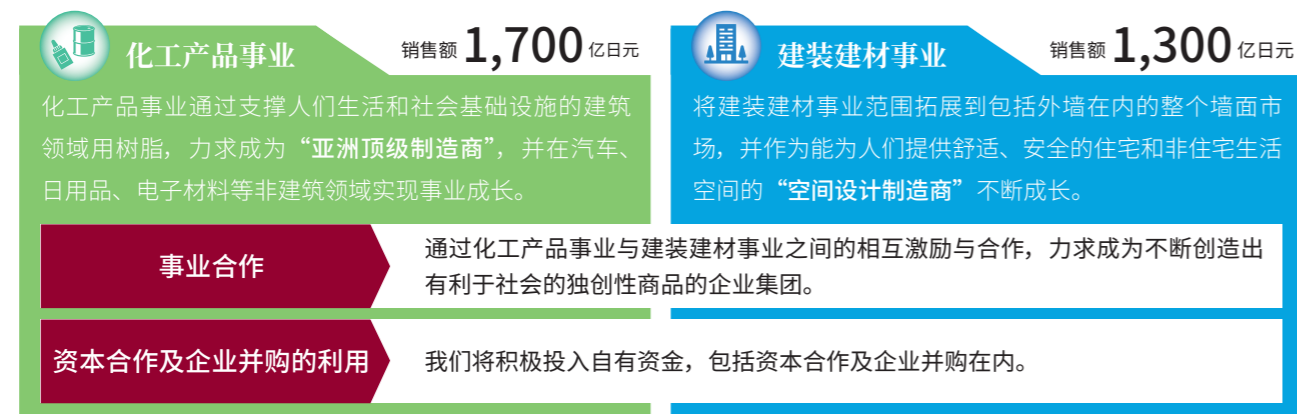 化工产品事业
销售额 1,700 亿日元
化工产品事业通过支撑人们生活和社会基础设施的建筑
领域用树脂，力求成为“亚洲顶级制造商”，并在汽车、
日用品、电子材料等非建筑领域实现事业成长。
建装建材事业
销售额 1,300 亿日元
将建装建材事业范围拓展到包括外墙在内的整个墙面市
场，并作为能为人们提供舒适、安全的住宅和非住宅生活
空间的“空间设计制造商”不断成长。
事业合作
通过化工产品事业与建装建材事业之间的相互激励与合作，力求成为不断创造出
有利于社会的独创性商品的企业集团。
资本合作及企业并购的利用
我们将积极投入自有资金，包括资本合作及企业并购在内。